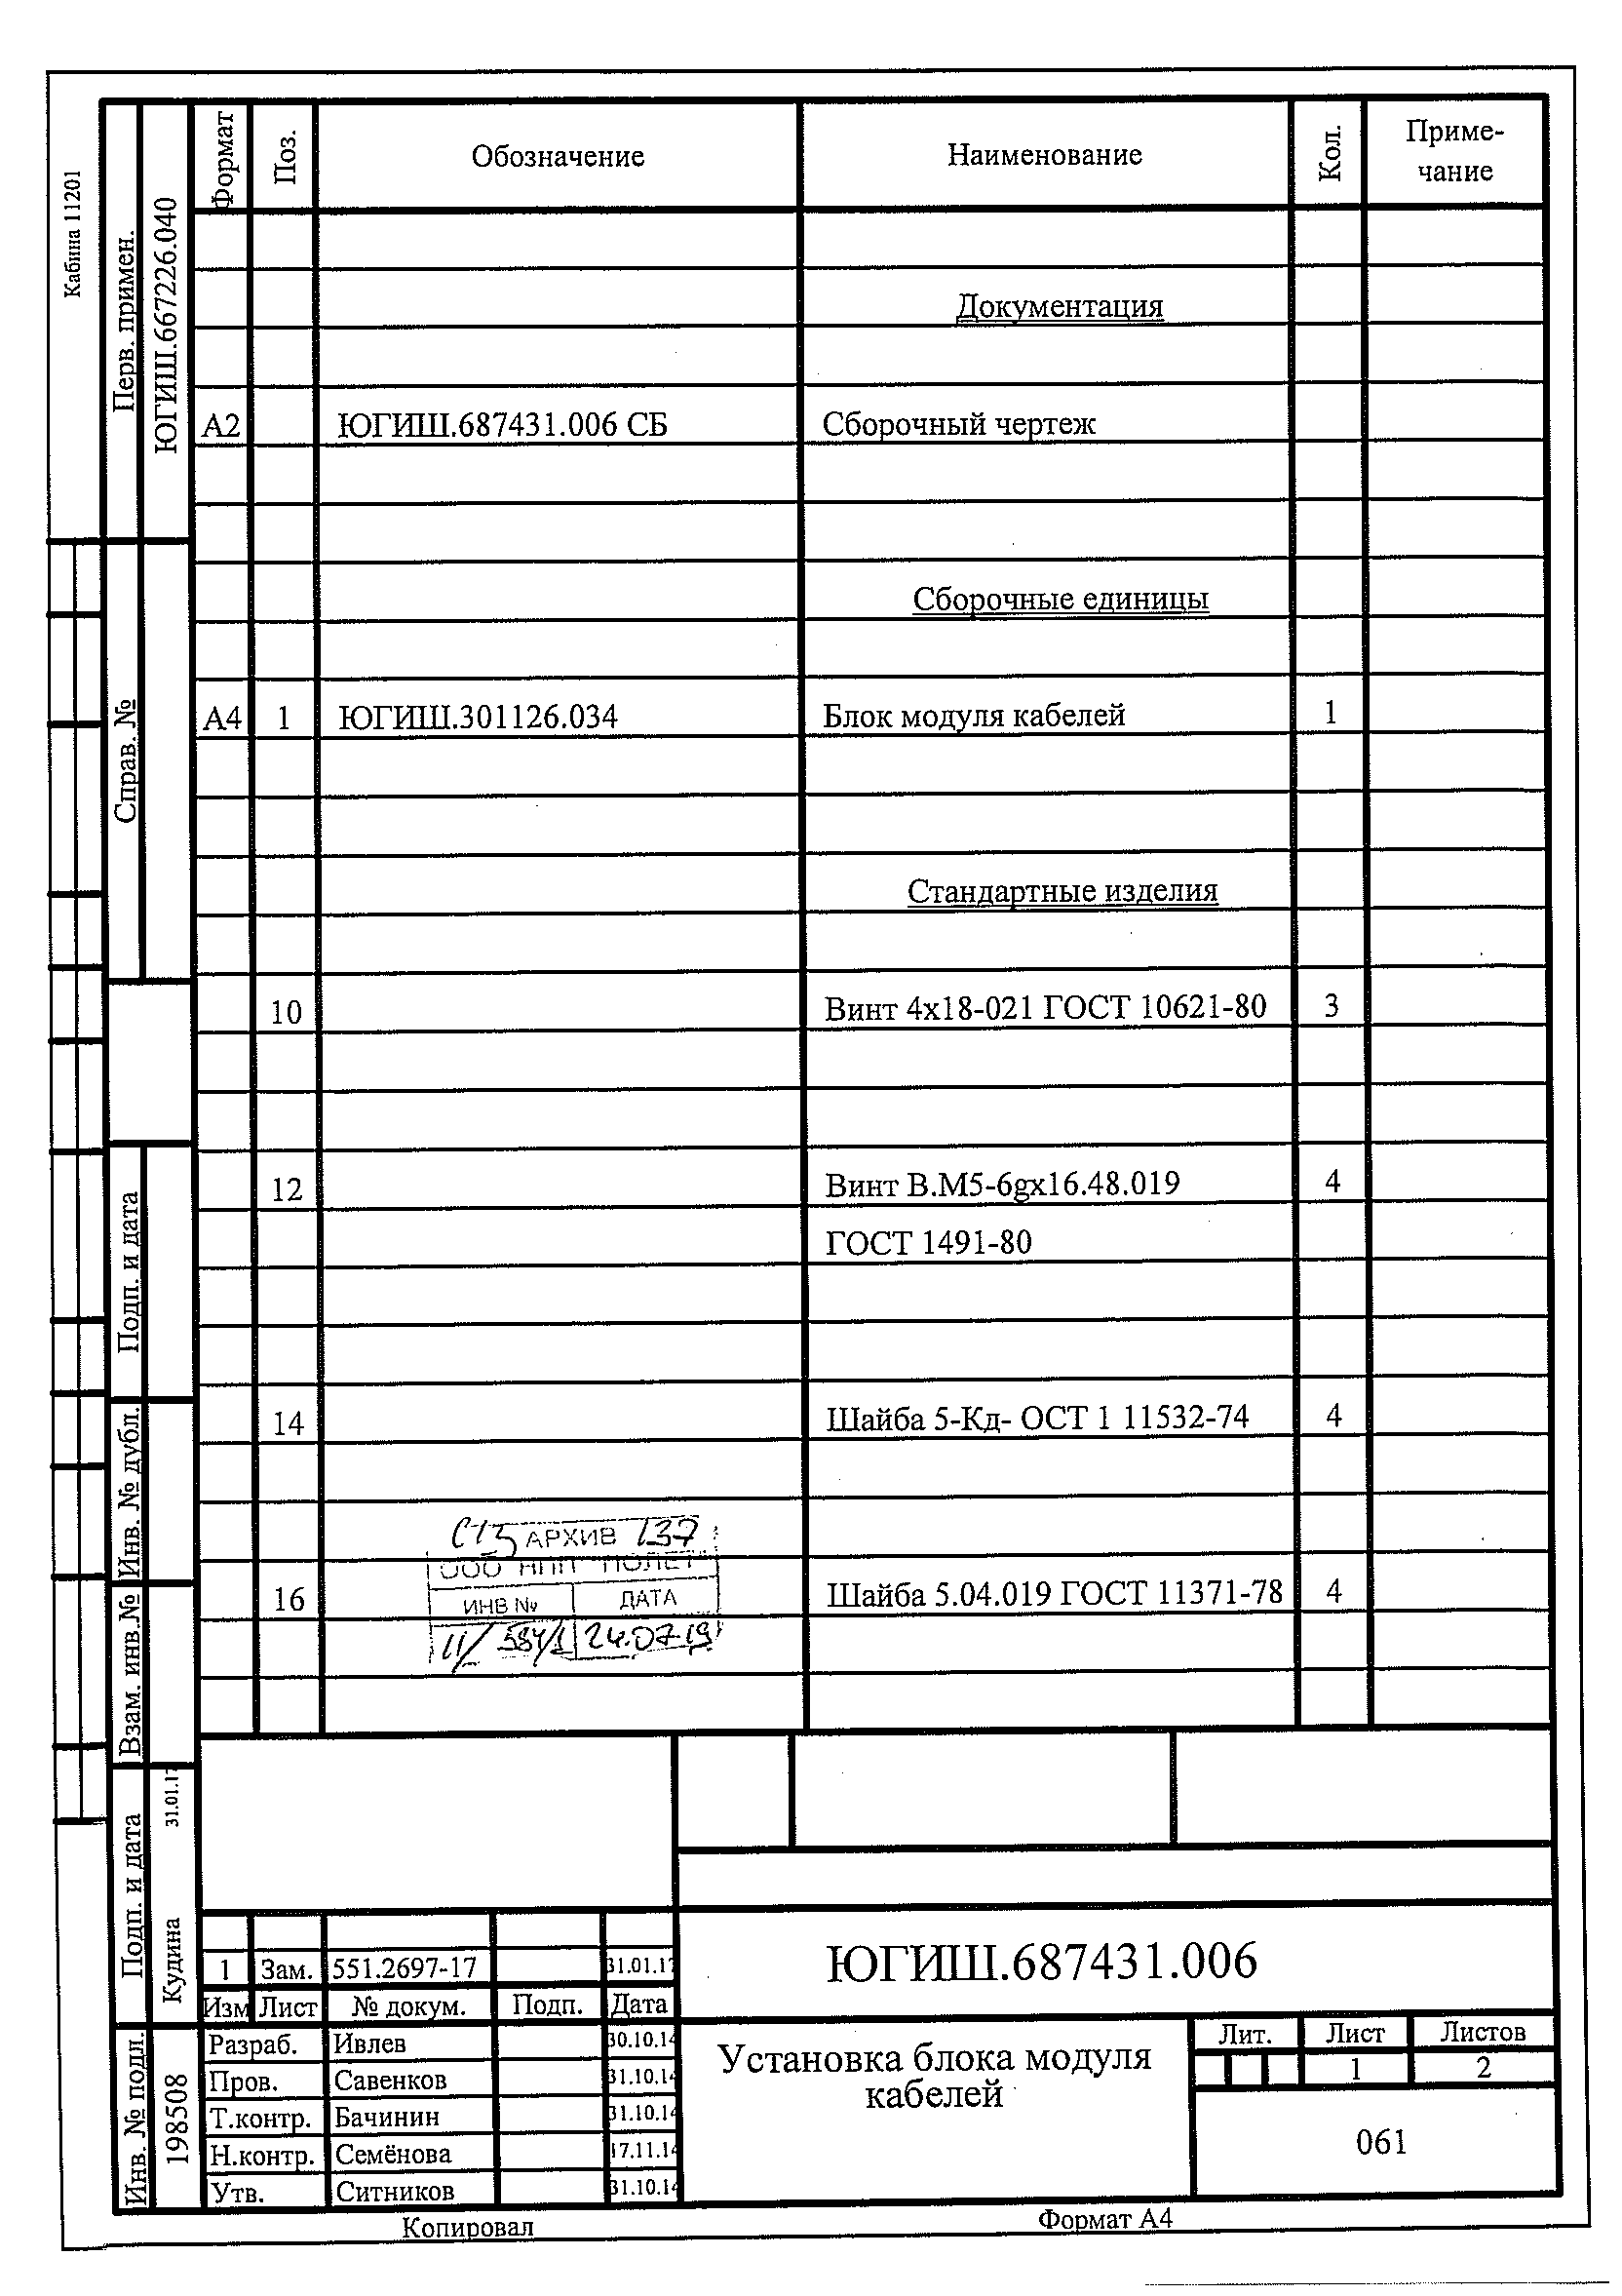 Кабина 11201
Перв. примен.
ЮГИШ.667226.040
Справ. №
Подп. и дата
Инв. № дубл.
Взам. инв.№
Подп. и дата
Кудина 31.01.17
Инв. № подл.
198508
Формат Поз. Обозначение Наименование Кол. Приме-
чание
Документация
А2 ЮГИШ.687431.006 СБ Сборочный чертеж
Сборочные единицы
А4 1 ЮГИШ.301126.034 Блок модуля кабелей 1
Стандартные изделия
10 Винт 4х18-021 ГОСТ 10621-80 3
12 Винт В.М5-6gх16.48.019 4
ГОСТ 1491-80
14 Шайба 5-Кд- ОСТ 1 11532-74 4
АРХИВ 137
ООО НПП ПОЛЕТ
16 Шайба 5.04.019 ГОСТ 11371-78 4
ИНВ № ДАТА
24.07.19
1 Зам. 551.2697-17 31.01.17
Изм Лист № докум. Подп. Дата
ЮГИШ.687431.006
Разраб. Ивлев 30.10.14
Пров. Савенков 31.10.14
Т.контр. Бачинин 31.10.14
Н.контр. Семёнова 17.11.14
Утв. Ситников 31.10.14
Установка блока модуля
кабелей
Лит. Лист Листов
1 2
061
Копировал Формат А4